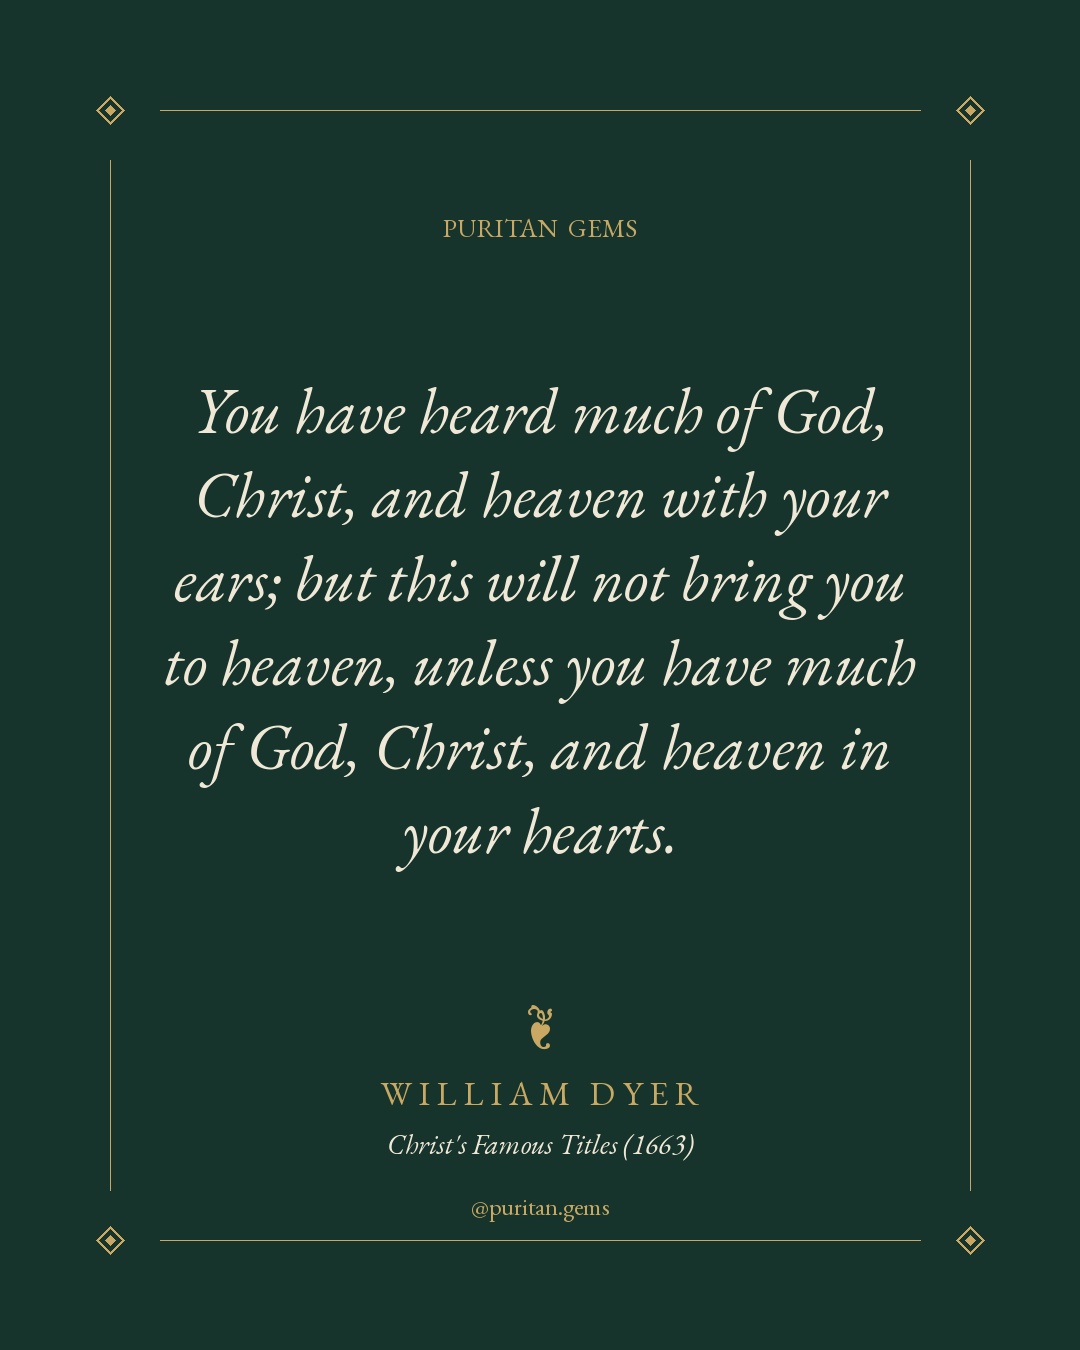 PURITAN GEMS
You have heard much of God,
Christ, and heaven with your
ears; but this will not bring you
to heaven, unless you have much
of God, Christ, and heaven in
your hearts.
❦
WILLIAM DYER
Christ's Famous Titles (1663)
@puritan.gems